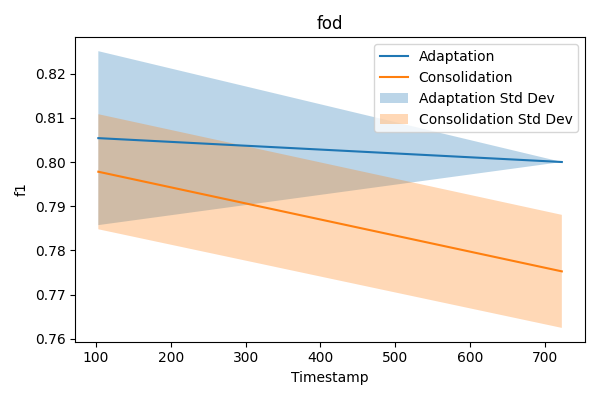 fod
Adaptation
Consolidation
Adaptation Std Dev
Consolidation Std Dev
0.82
0.81
0.80
0.79
0.78
0.77
0.76
f1
100 200 300 400 500 600 700
Timestamp